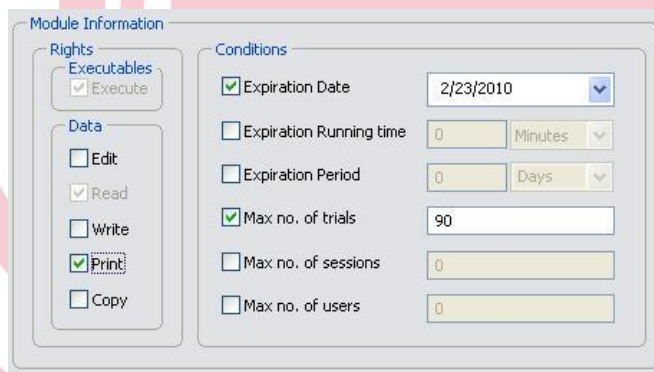 Module Information
Rights
Executables
Execute
Data
Edit
Read
Write
Print
Copy
Conditions
Expiration Date 2/23/2010
Expiration Running time 0 Minutes
Expiration Period 0 Days
Max no. of trials 90
Max no. of sessions 0
Max no. of users 0